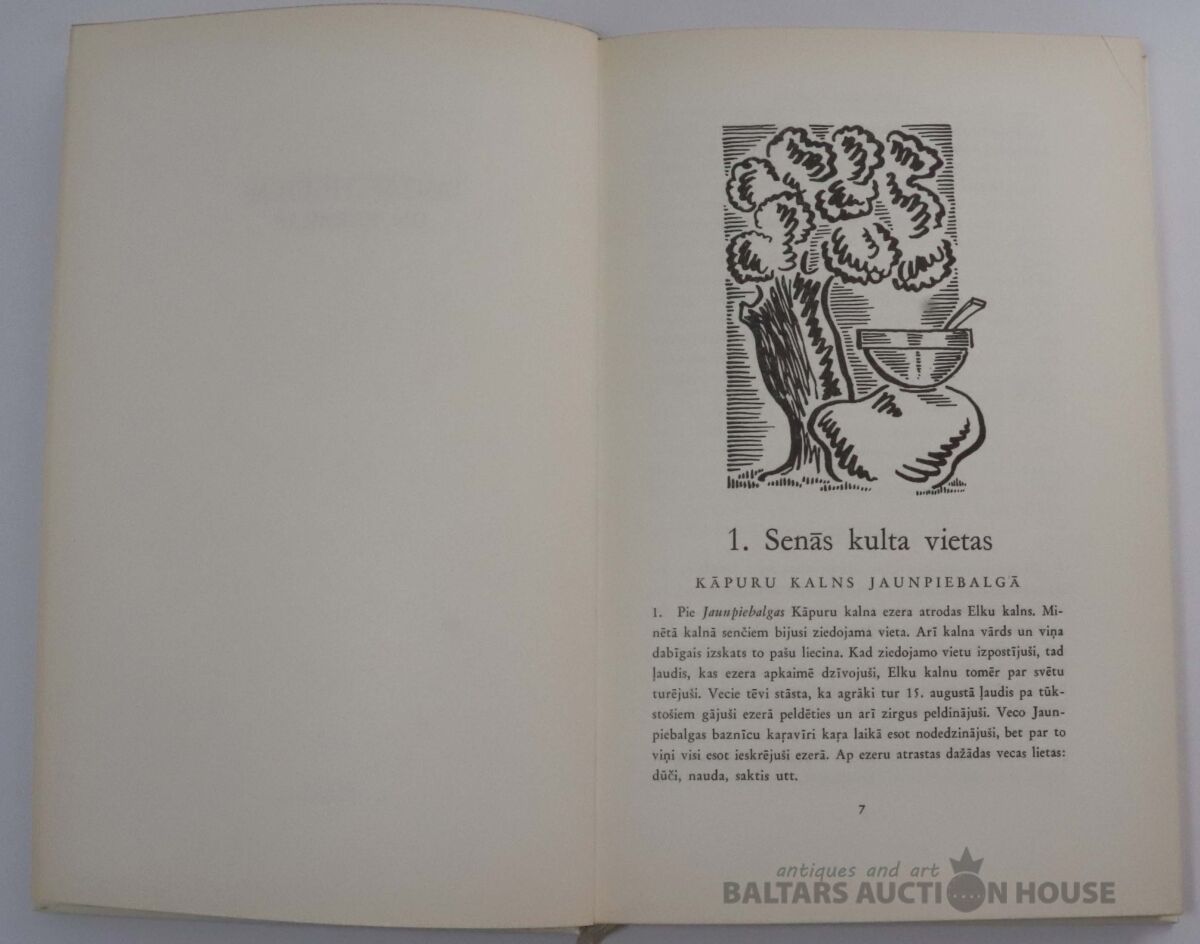 1. Senās kulta vietas
KĀPURU KALNS JAUNPIEBALGĀ
1. Pie Jaunpiebalgas Kāpuru kalna ezera atrodas Elku kalns. Mi-
nētā kalnā senčiem bijusi ziedojama vieta. Arī kalna vārds un viņa
dabīgais izskats to pašu liecina. Kad ziedojamo vietu izpostījuši, tad
ļaudis, kas ezera apkaimē dzīvojuši, Elku kalnu tomēr par svētu
turējuši. Vecie tēvi stāsta, ka agrāki tur 15. augustā ļaudis pa tūk-
stošiem gājuši ezerā peldēties un arī zirgus peldinājuši. Veco Jaun-
piebalgas baznīcu kaŗavīri kaŗa laikā esot nodedzinājuši, bet par to
viņi visi esot ieskrējuši ezerā. Ap ezeru atrastas dažādas vecas lietas:
dūči, nauda, saktis utt.
7
antiques and art
BALTARS AUCTION HOUSE